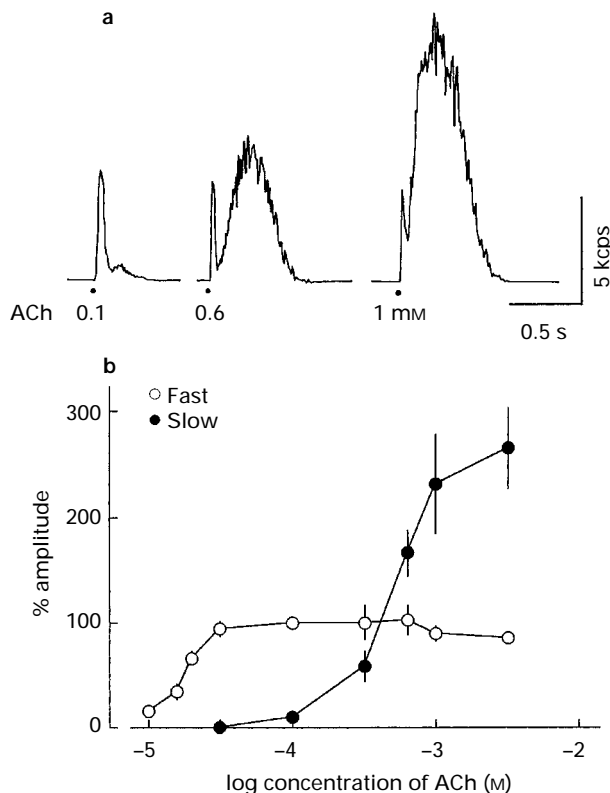 a
5 kcps
ACh 0.1 0.6 1 mM
0.5 s
b
Fast
Slow
300
200
100
0
% amplitude
–5 –4 –3 –2
log concentration of ACh (M)